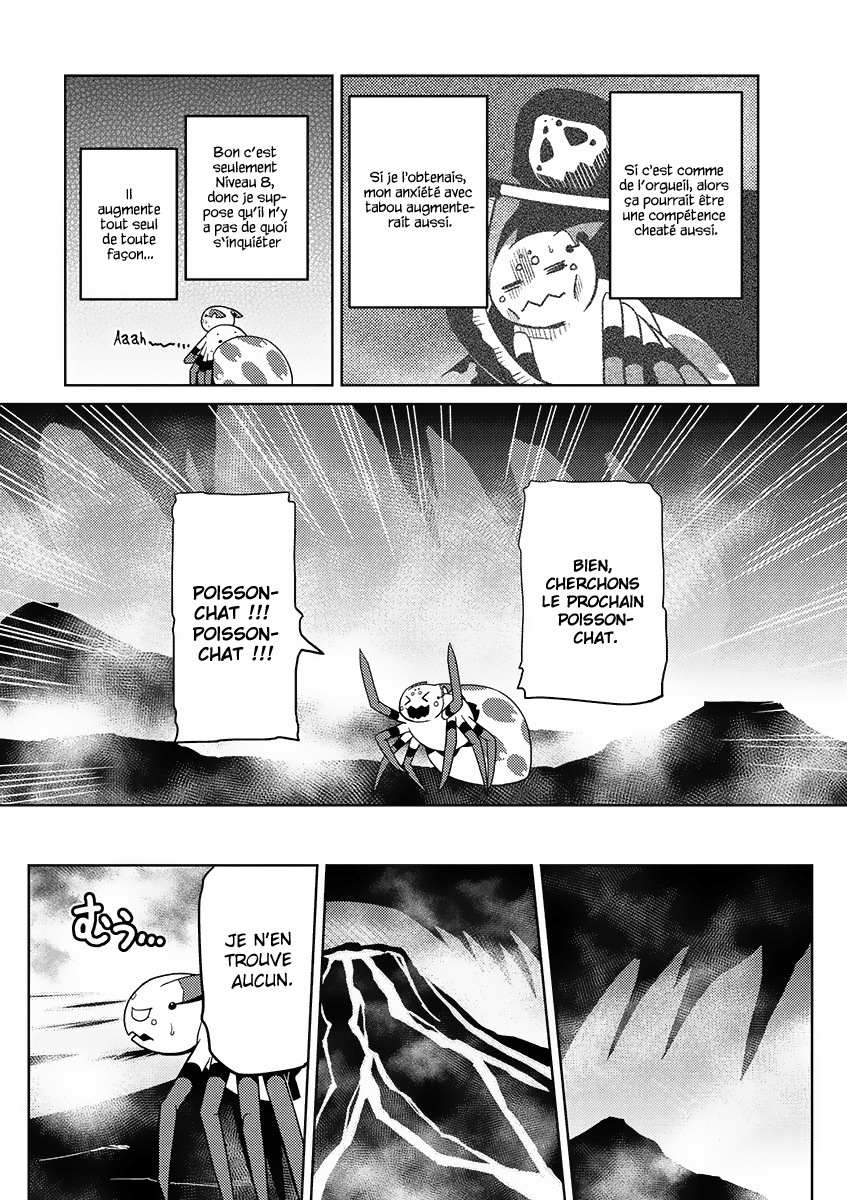 Si c'est comme
de l'orgueil, alors
ça pourrait être
une compétence
cheaté aussi.
Si je l'obtenais,
mon anxiété avec
tabou augmente-
rait aussi.
Bon c'est
seulement
Niveau 8,
donc je sup-
pose qu'il n'y
a pas de quoi
s'inquiéter
Il
augmente
tout seul
de toute
façon...
Aaah
BIEN,
CHERCHONS
LE PROCHAIN
POISSON-
CHAT.
POISSON-
CHAT !!!
POISSON-
CHAT !!!
JE N'EN
TROUVE
AUCUN.
むぅ...